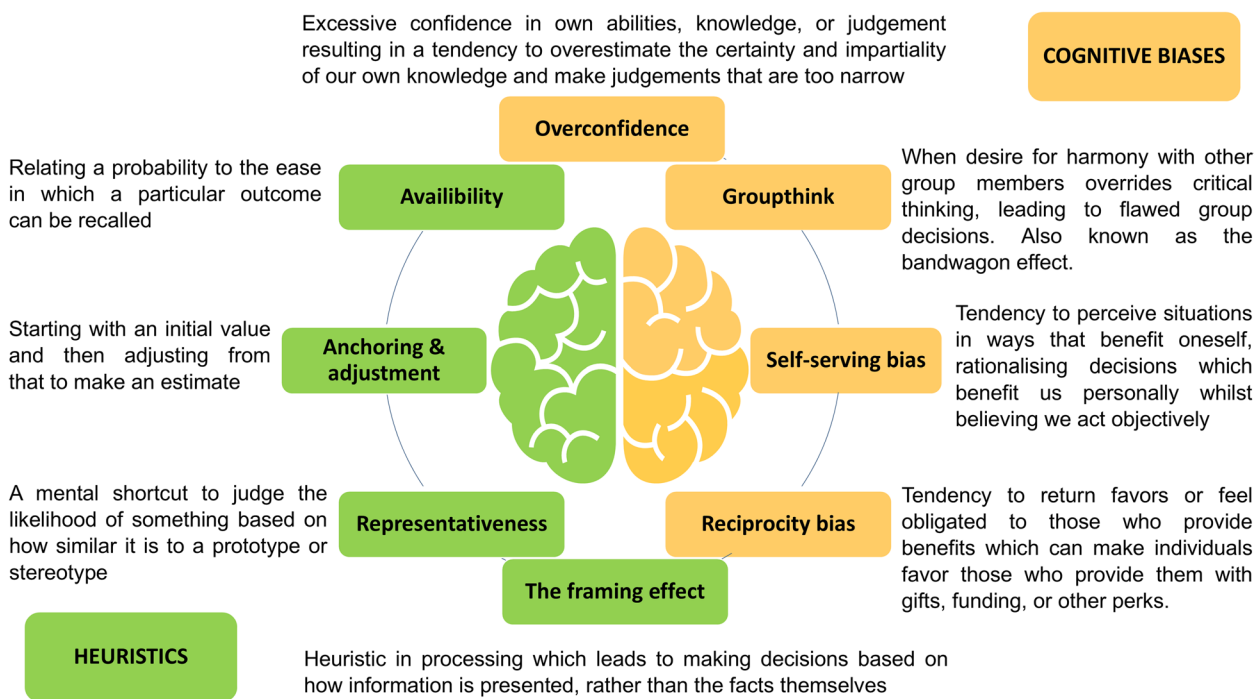 Excessive confidence in own abilities, knowledge, or judgement
resulting in a tendency to overestimate the certainty and impartiality
of our own knowledge and make judgements that are too narrow
COGNITIVE BIASES
Overconfidence
Relating a probability to the ease
in which a particular outcome
can be recalled
Availibility
Groupthink
When desire for harmony with other
group members overrides critical
thinking, leading to flawed group
decisions. Also known as the
bandwagon effect.
Starting with an initial value
and then adjusting from
that to make an estimate
Anchoring &
adjustment
Self-serving bias
Tendency to perceive situations
in ways that benefit oneself,
rationalising decisions which
benefit us personally whilst
believing we act objectively
A mental shortcut to judge the
likelihood of something based on
how similar it is to a prototype or
stereotype
Representativeness
Reciprocity bias
Tendency to return favors or feel
obligated to those who provide
benefits which can make individuals
favor those who provide them with
gifts, funding, or other perks.
The framing effect
HEURISTICS
Heuristic in processing which leads to making decisions based on
how information is presented, rather than the facts themselves